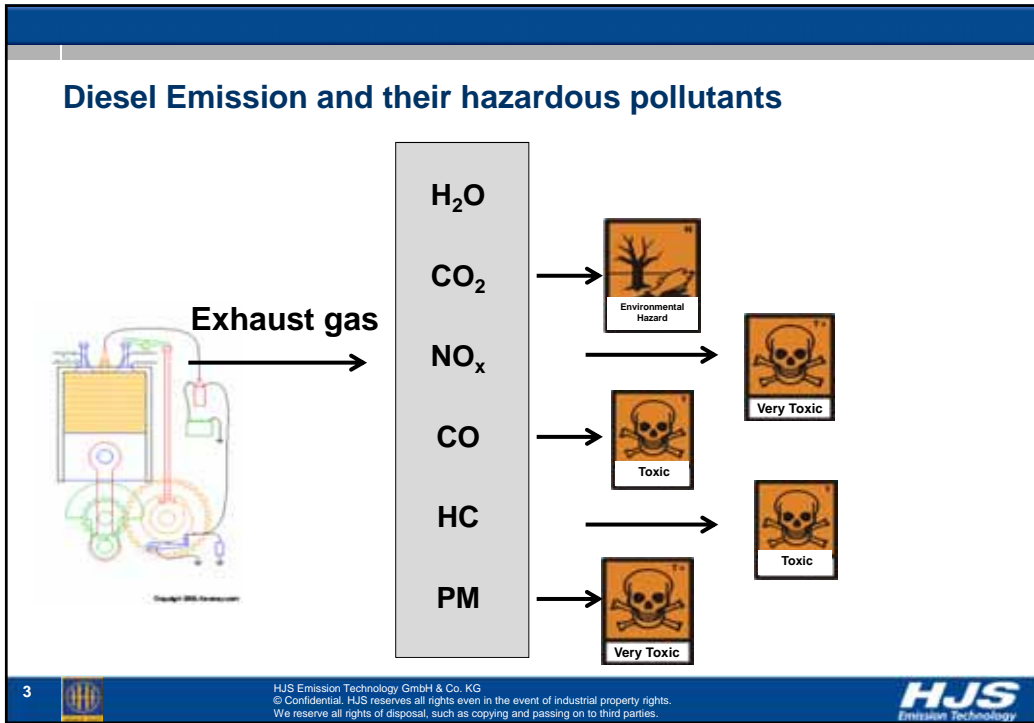 Diesel Emission and their hazardous pollutants
H₂O
CO₂
Environmental
Hazard
Exhaust gas
NOₓ
Very Toxic
CO
Toxic
HC
Toxic
PM
Very Toxic
3
HJS Emission Technology GmbH & Co. KG
© Confidential. HJS reserves all rights even in the event of industrial property rights.
We reserve all rights of disposal, such as copying and passing on to third parties.
HJS
Emission Technology